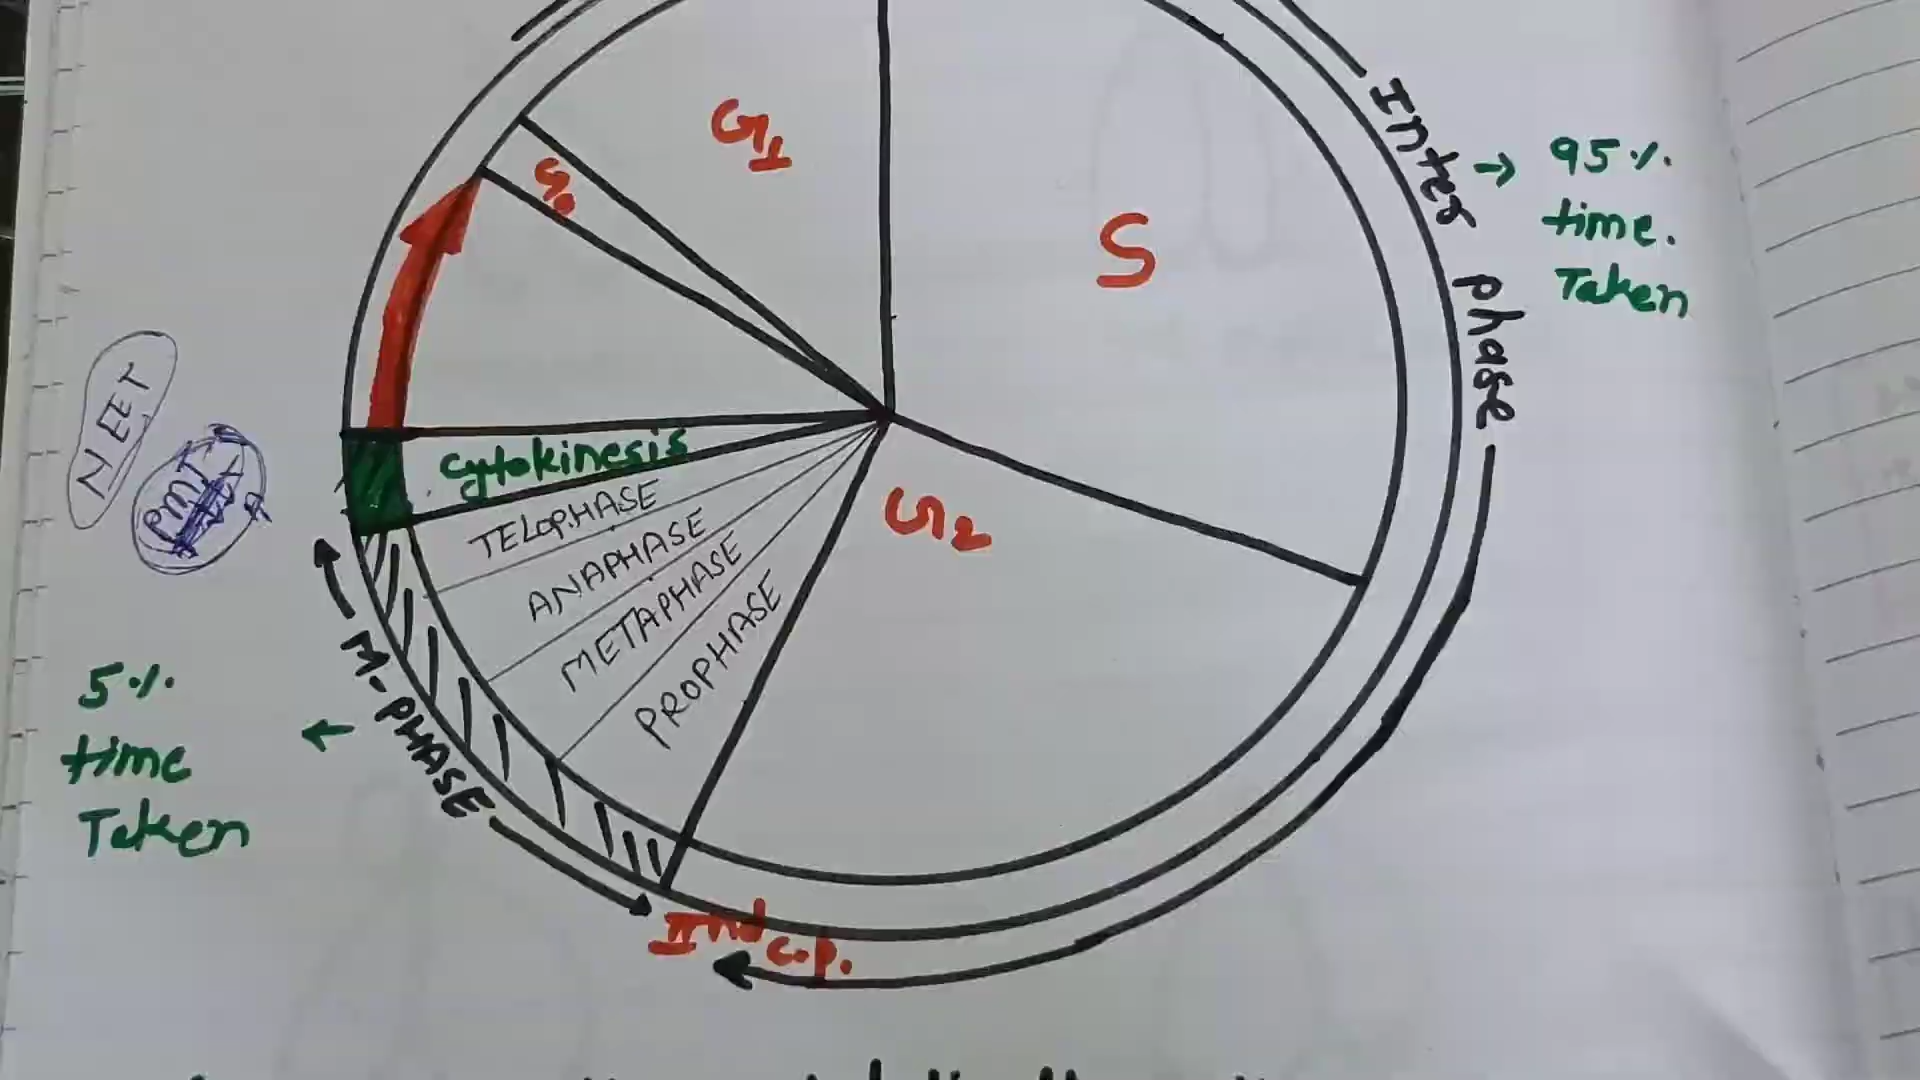 G1
G0
S
Inter phase
→ 95%
time.
Taken
NEET
PMT
Cytokinesis
TELOPHASE
ANAPHASE
METAPHASE
PROPHASE
G2
M-PHASE
←
5%
time
Taken
IInd C.P.